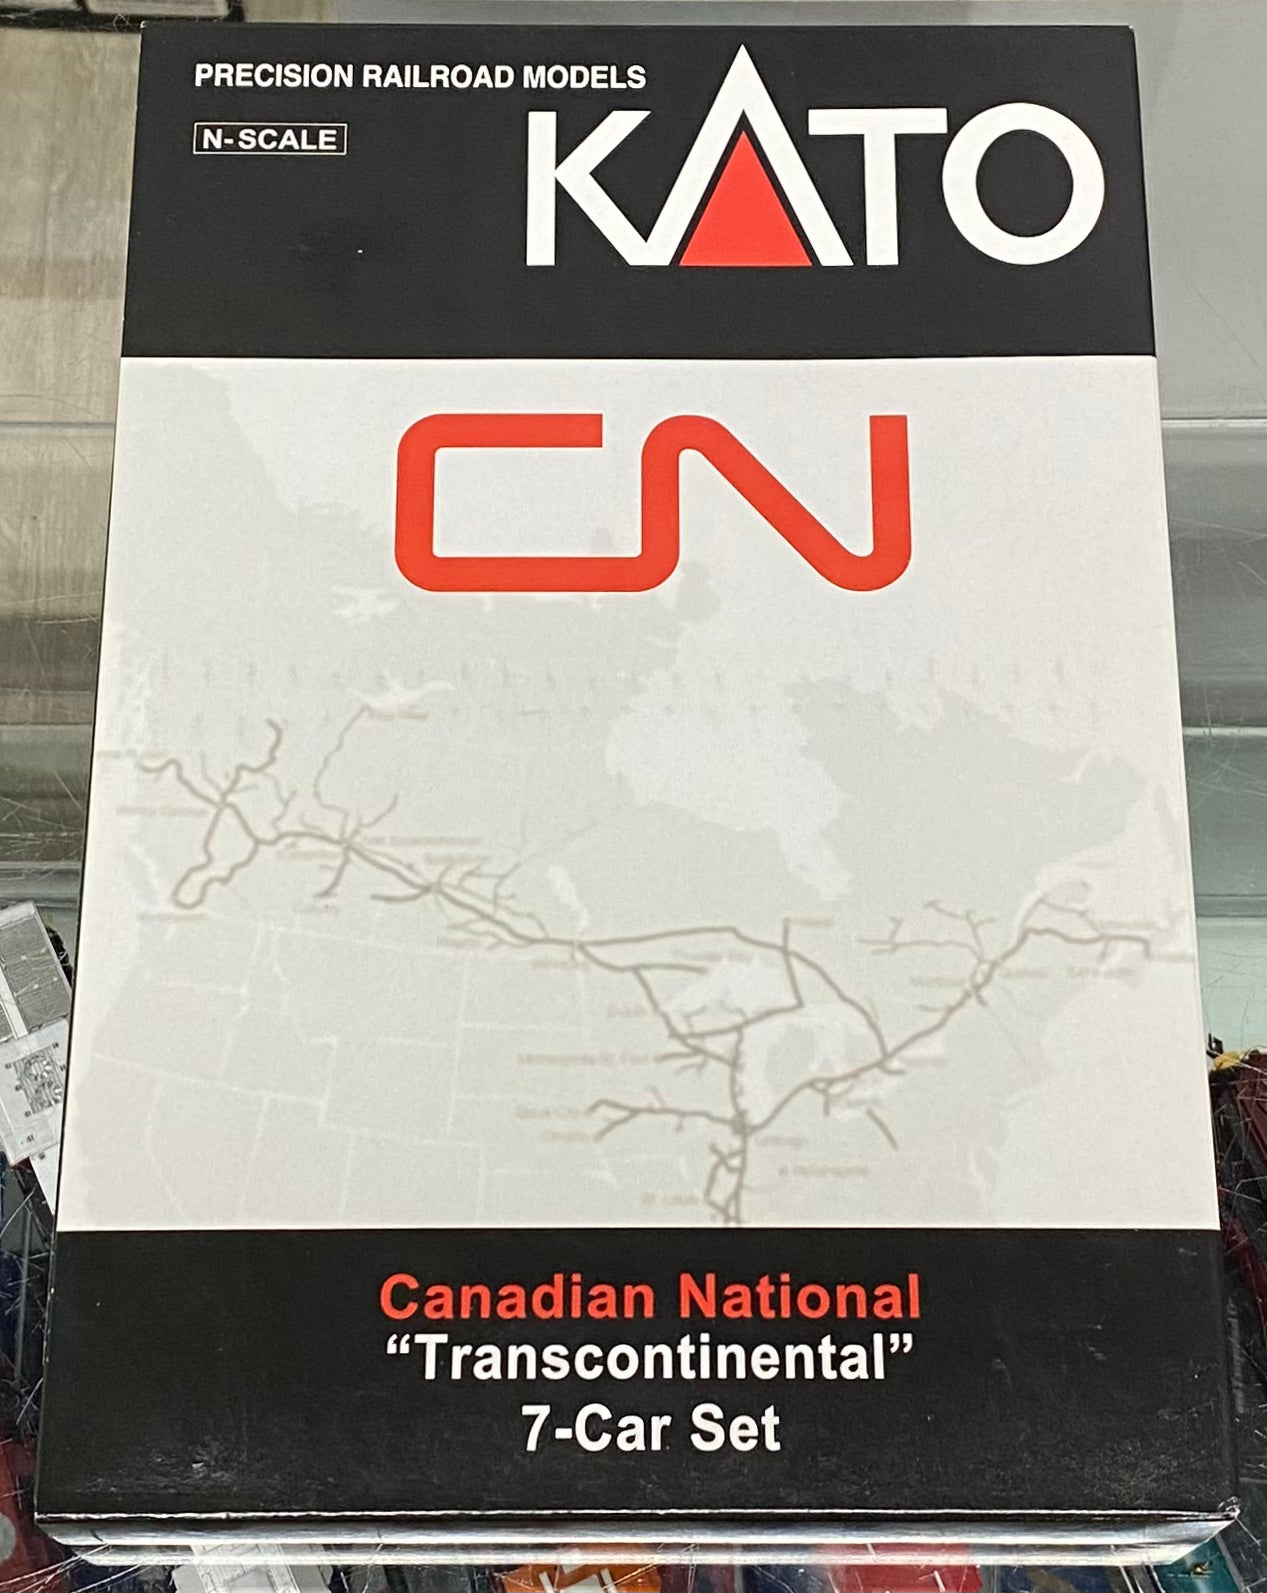 PRECISION RAILROAD MODELS
N-SCALE
KATO
CN
Canadian National
“Transcontinental”
7-Car Set